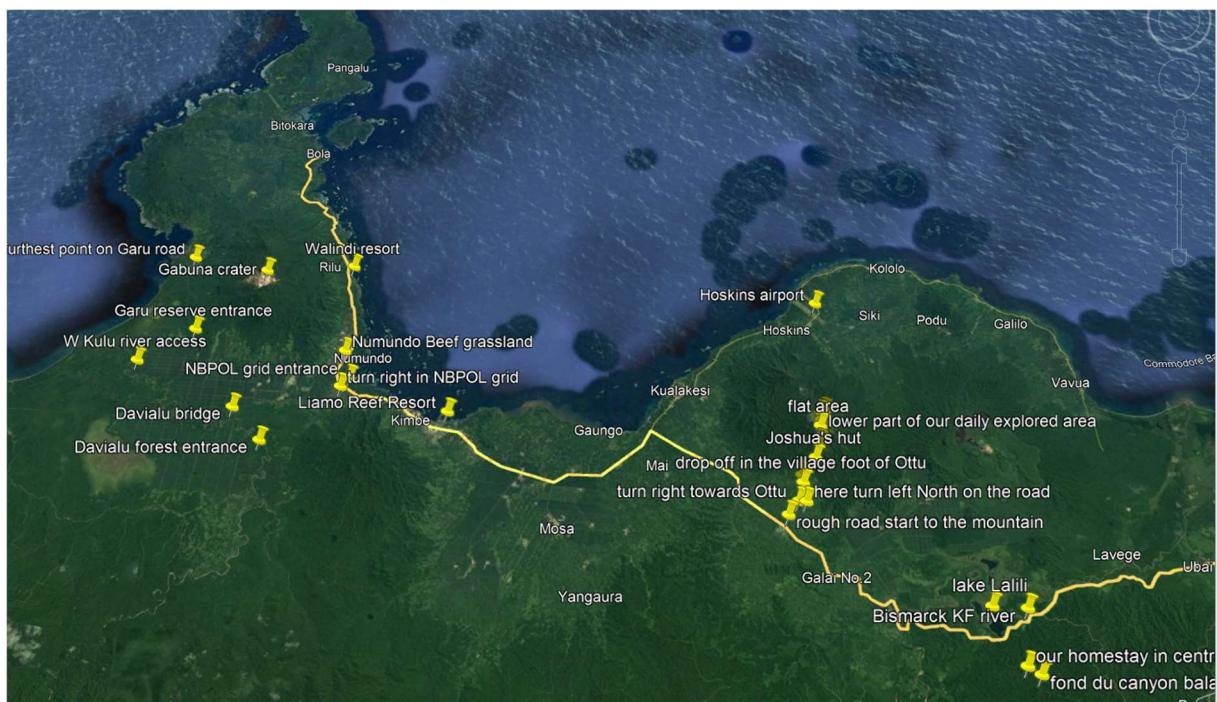 Pangalu
Bitokara
Bola
furthest point on Garu road
Walindi resort
Gabuna crater
Rilu
Kololo
Hoskins airport
Garu reserve entrance
Siki
Podu
Galilo
Hoskins
W Kulu river access
Numundo Beef grassland
Numundo
Commodore Ba
NBPOL grid entrance
turn right in NBPOL grid
Vavua
Kualakesi
Liamo Reef Resort
flat area
Davialu bridge
Kimbe
lower part of our daily explored area
Gaungo
Joshua's hut
Davialu forest entrance
Mai
drop off in the village foot of Ottu
turn right towards Ottu
here turn left North on the road
rough road start to the mountain
Mosa
Lavege
Ubai
Galai No.2
lake Lalili
Yangaura
Bismarck KF river
our homestay in centr
fond du canyon bala